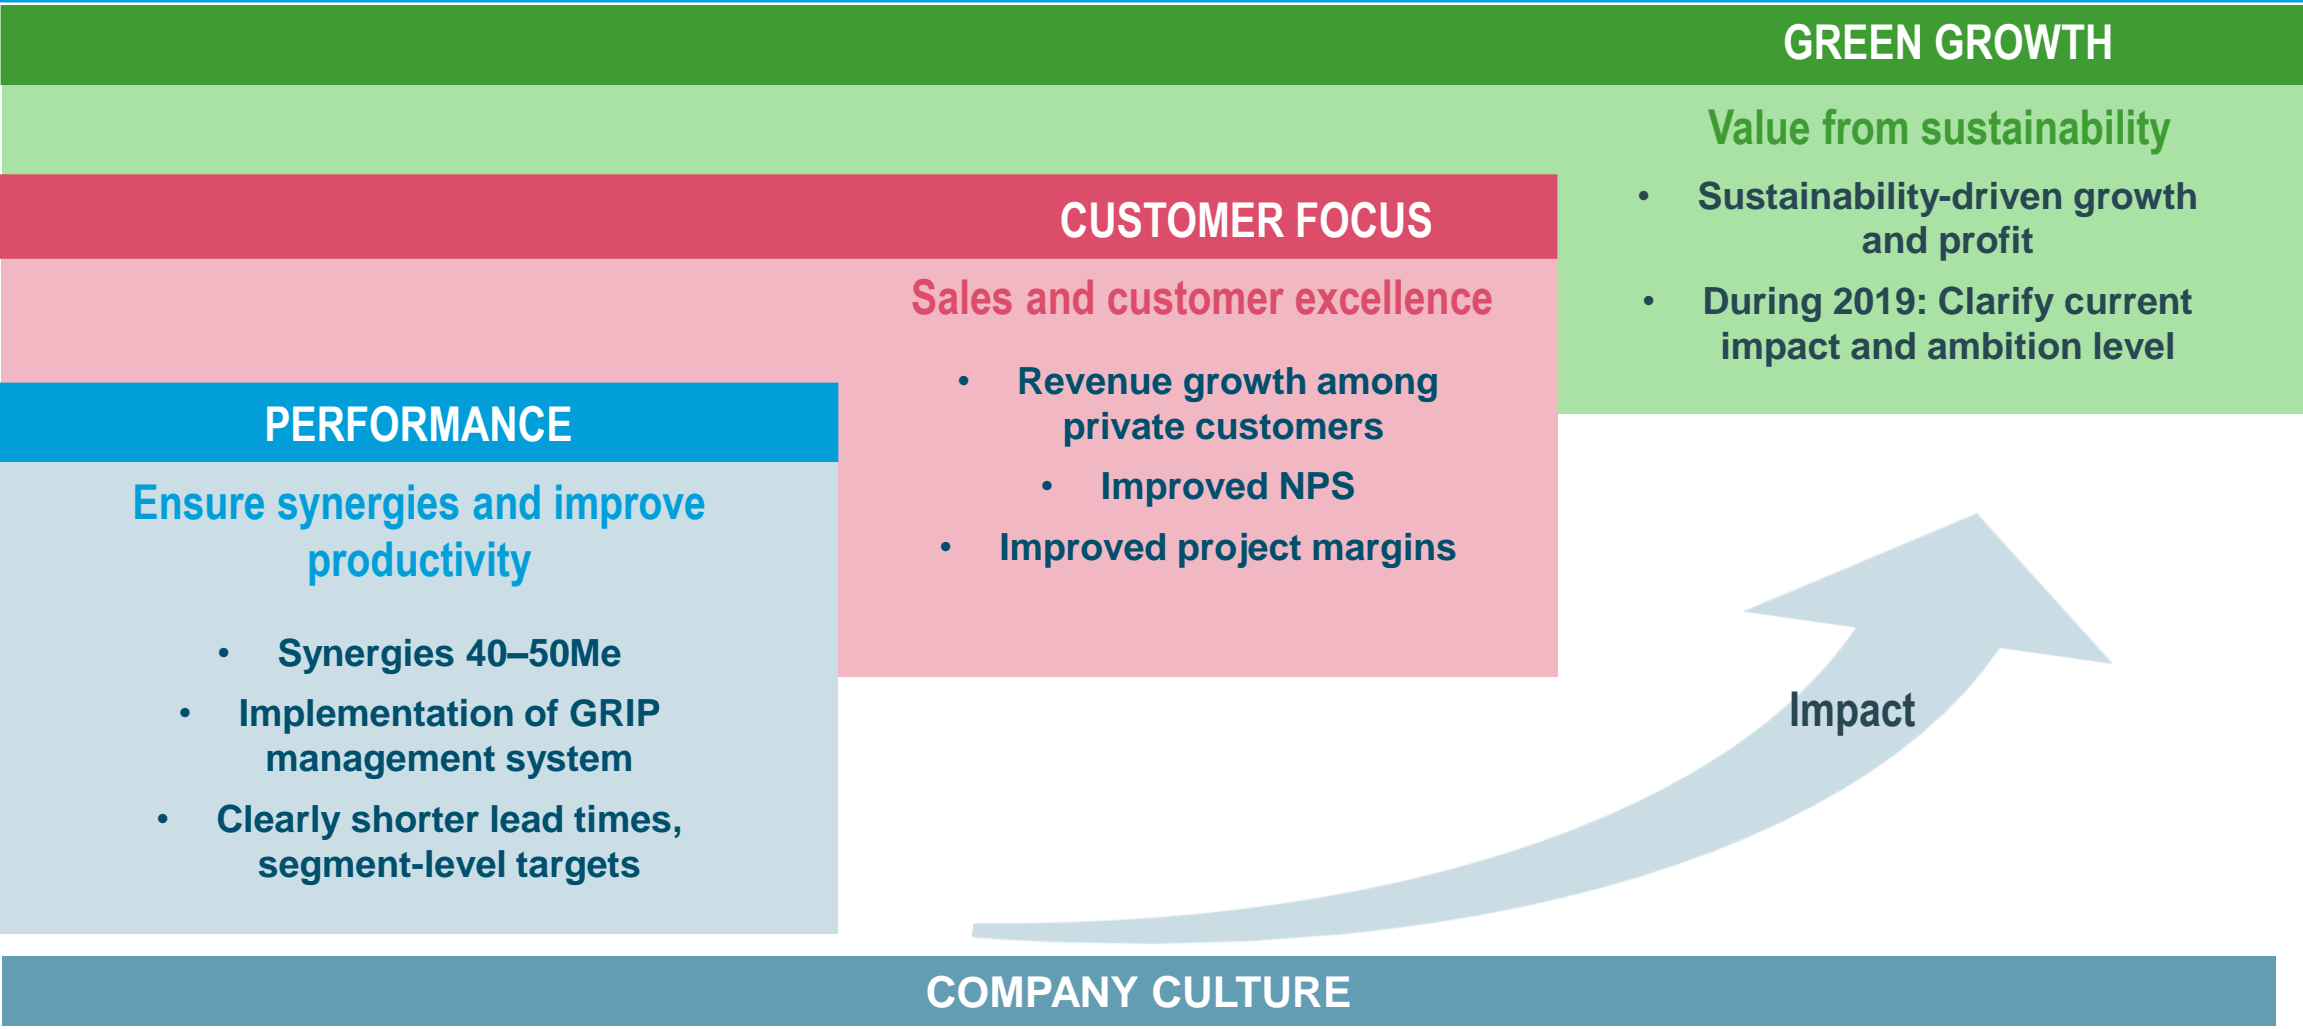 GREEN GROWTH
Value from sustainability
• Sustainability-driven growth
and profit
• During 2019: Clarify current
impact and ambition level
CUSTOMER FOCUS
Sales and customer excellence
• Revenue growth among
private customers
• Improved NPS
• Improved project margins
PERFORMANCE
Ensure synergies and improve
productivity
• Synergies 40–50Me
• Implementation of GRIP
management system
• Clearly shorter lead times,
segment-level targets
Impact
COMPANY CULTURE